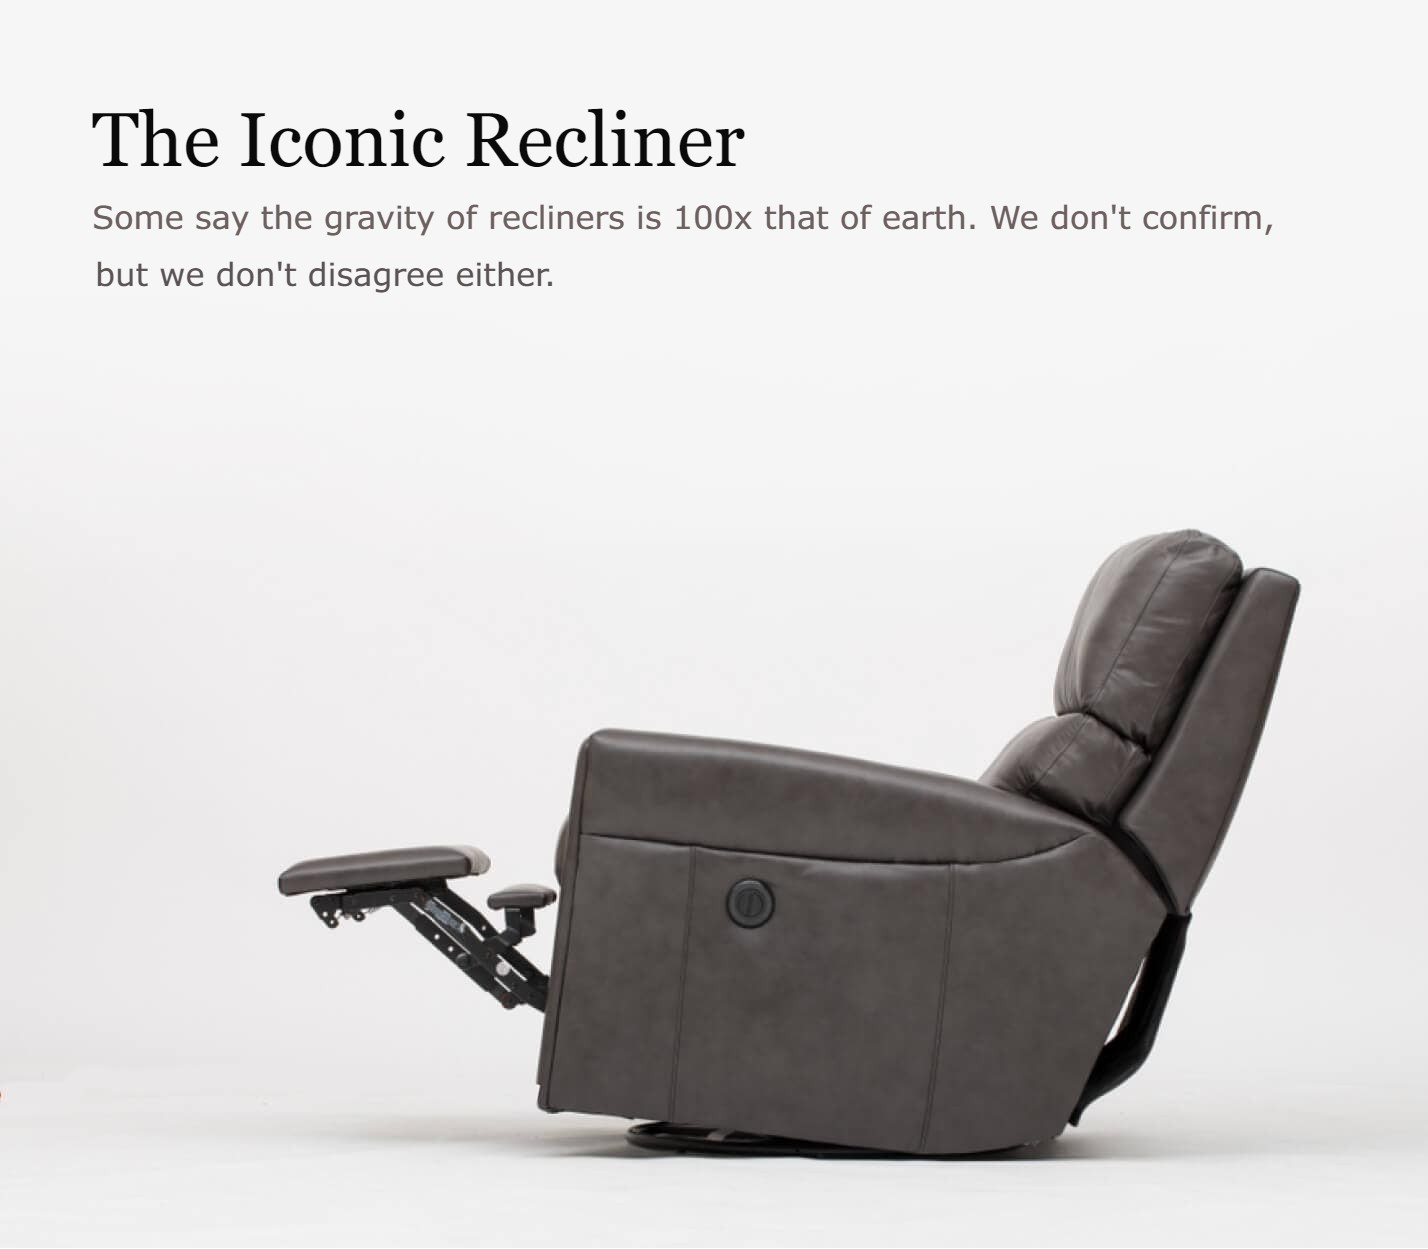 The Iconic Recliner
Some say the gravity of recliners is 100x that of earth. We don't confirm,
but we don't disagree either.